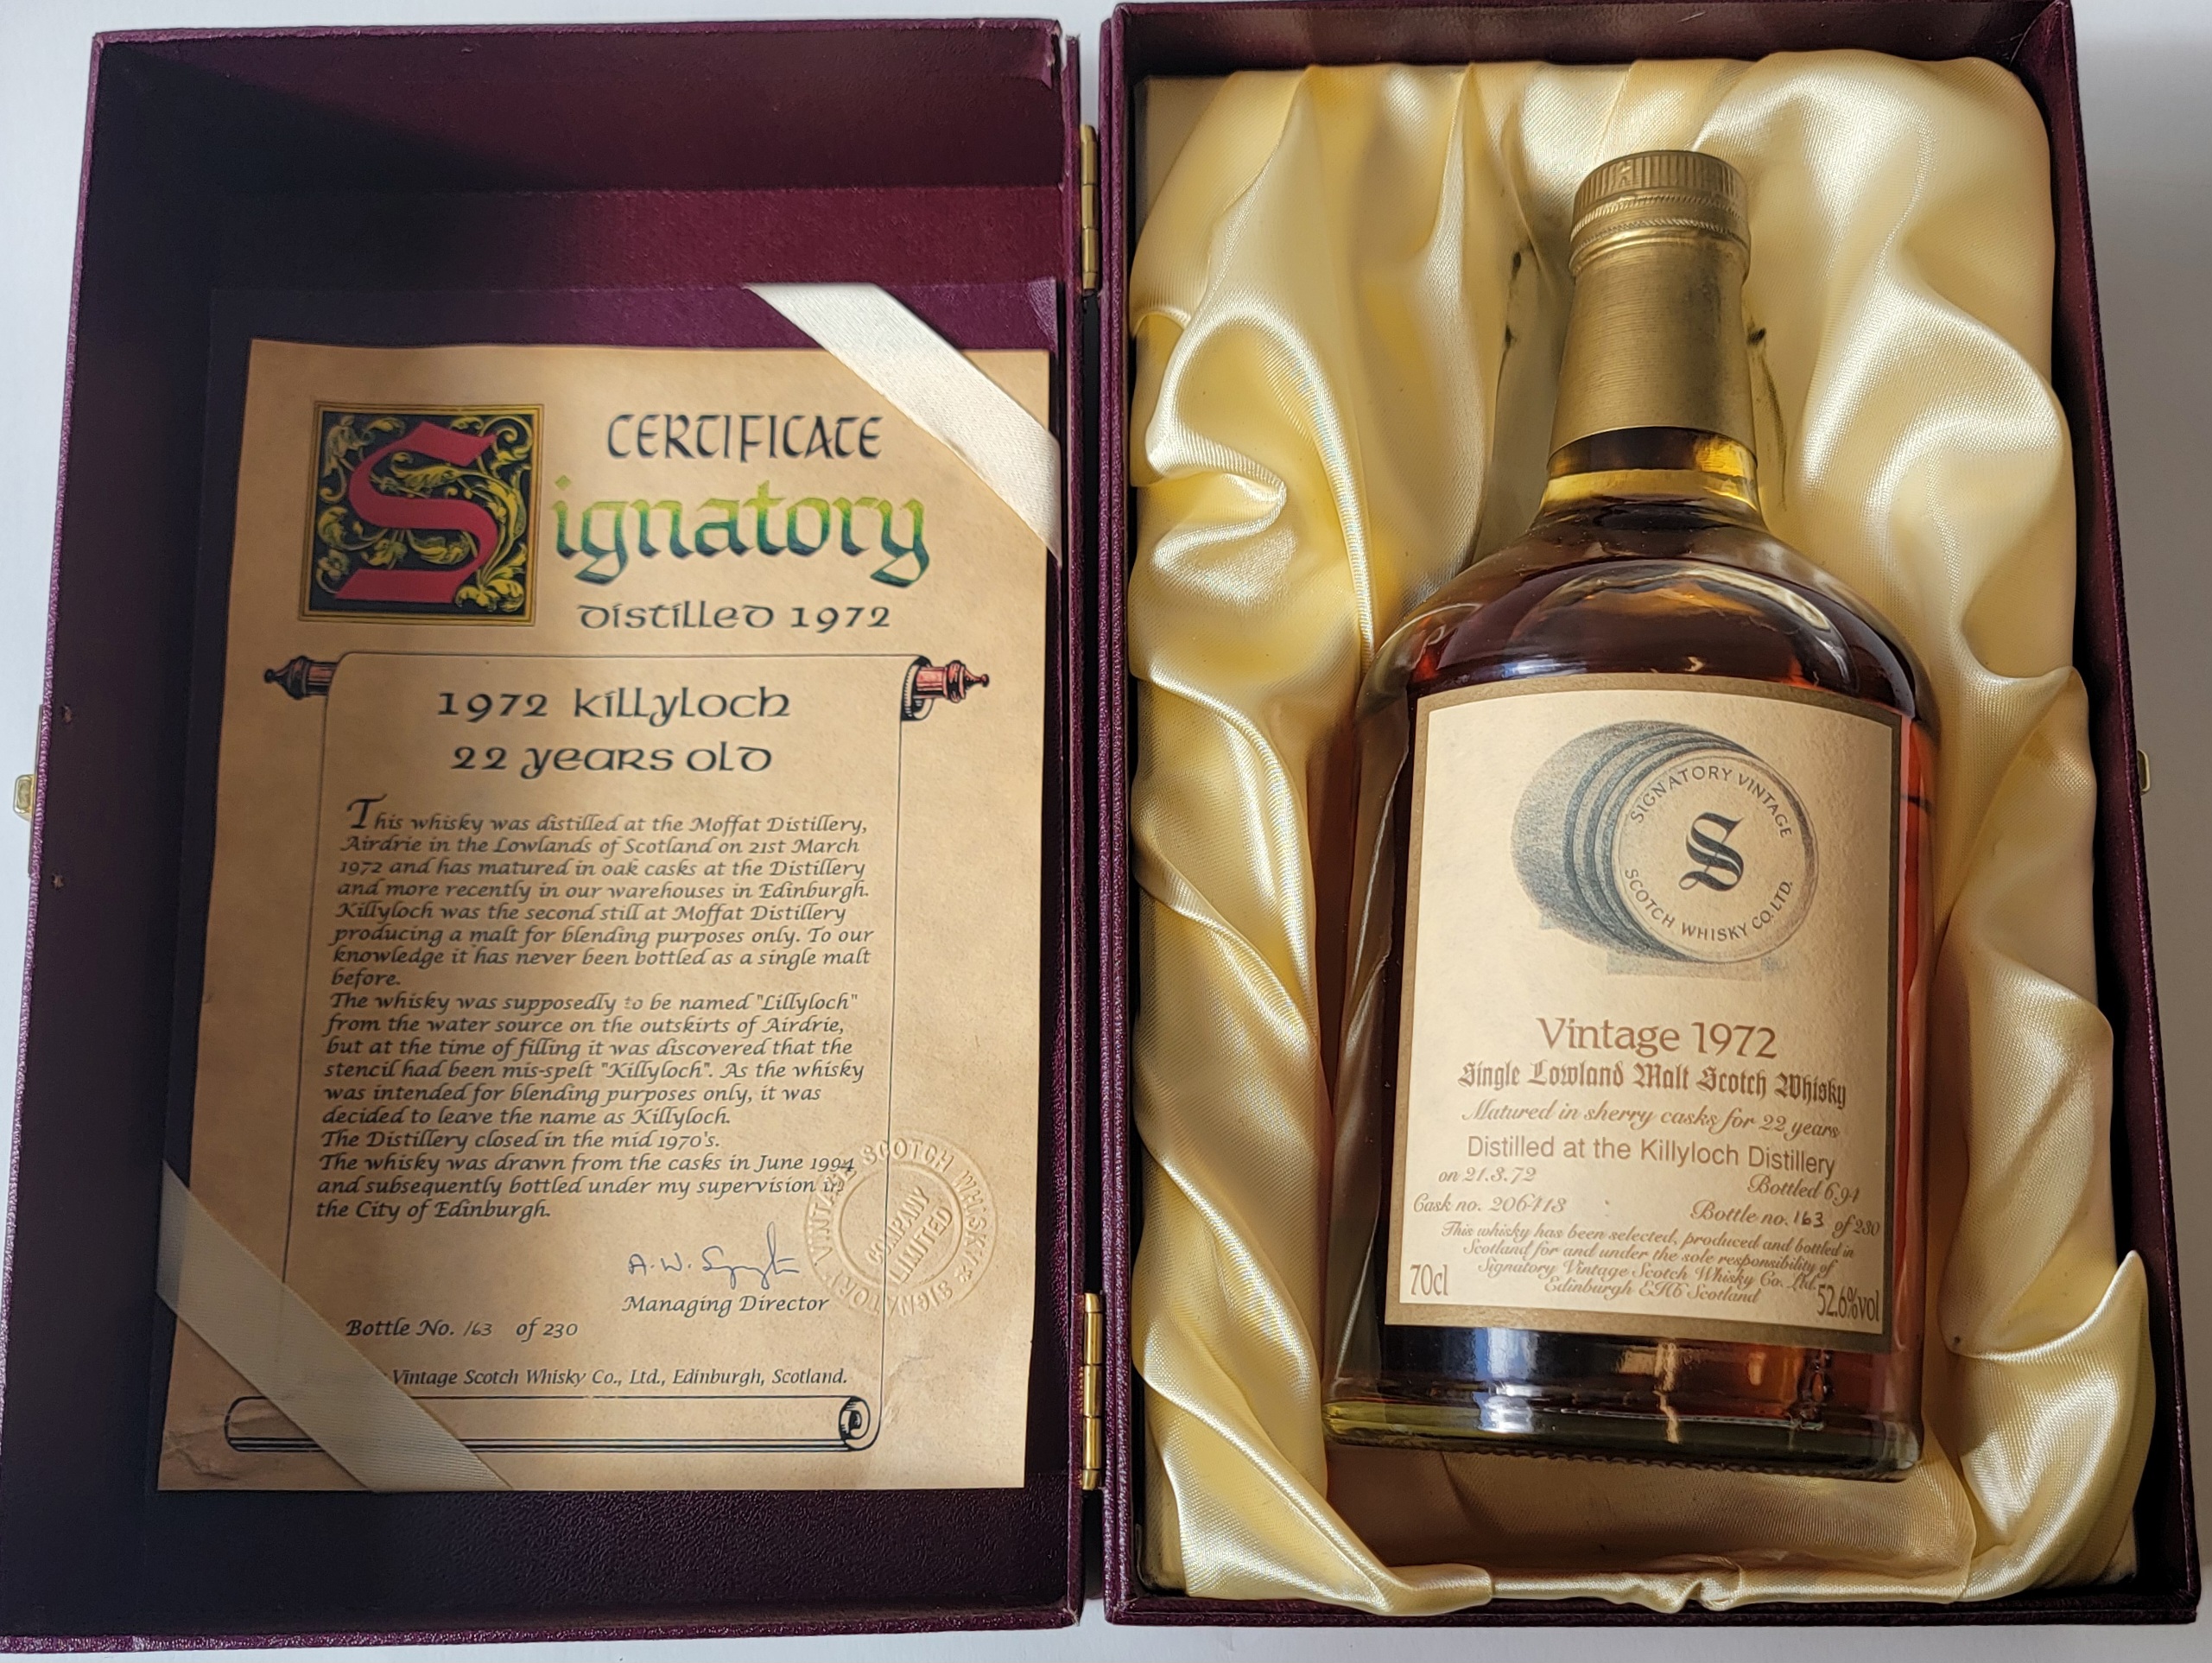 CERTIFICATE
Signatory
Distilled 1972
1972 Killyloch
22 years old
This whisky was distilled at the Moffat Distillery,
Airdrie in the Lowlands of Scotland on 21st March
1972 and has matured in oak casks at the Distillery
and more recently in our warehouses in Edinburgh.
Killyloch was the second still at Moffat Distillery
producing a malt for blending purposes only. To our
knowledge it has never been bottled as a single malt
before.
The whisky was supposedly to be named "Lillyloch"
from the water source on the outskirts of Airdrie,
but at the time of filling it was discovered that the
stencil had been mis-spelt "Killyloch". As the whisky
was intended for blending purposes only, it was
decided to leave the name as Killyloch.
The Distillery closed in the mid 1970's.
The whisky was drawn from the casks in June 1994
and subsequently bottled under my supervision in
the City of Edinburgh.
SIGNATORY VINTAGE SCOTCH WHISKY
COMPANY
LIMITED
A.W. 
Managing Director
Bottle No. 163 of 230
Vintage Scotch Whisky Co., Ltd., Edinburgh, Scotland.
SIGNATORY VINTAGE
S
SCOTCH WHISKY CO. LTD.
Vintage 1972
Single Lowland Malt Scotch Whisky
Matured in sherry casks for 22 years
Distilled at the Killyloch Distillery
on 21.3.72 Bottled 6.94
Cask no. 206-113 Bottle no. 163 of 230
This whisky has been selected, produced and bottled in
Scotland for and under the sole responsibility of
Signatory Vintage Scotch Whisky Co. Ltd.
Edinburgh EH6 Scotland
70cl 52.6%vol